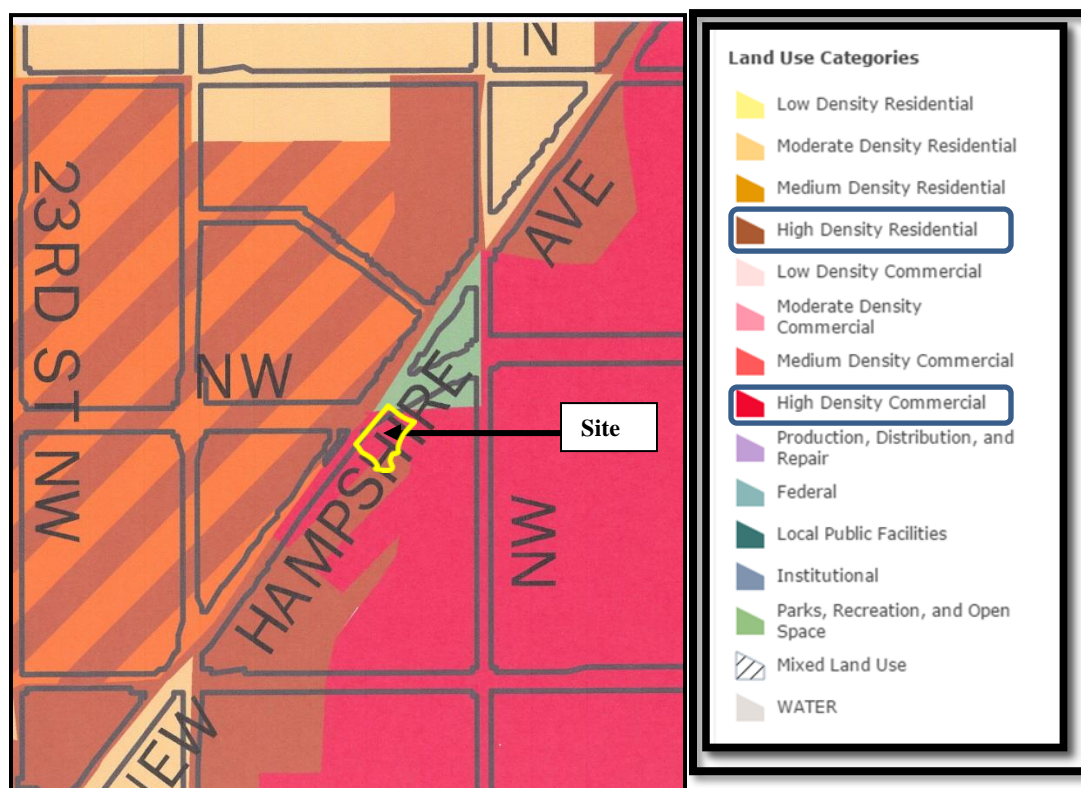 N
AVE
23RD ST NW
NW
HAMPSHIRE
NW
NEW
Site
Land Use Categories
Low Density Residential
Moderate Density Residential
Medium Density Residential
High Density Residential
Low Density Commercial
Moderate Density
Commercial
Medium Density Commercial
High Density Commercial
Production, Distribution, and
Repair
Federal
Local Public Facilities
Institutional
Parks, Recreation, and Open
Space
Mixed Land Use
WATER